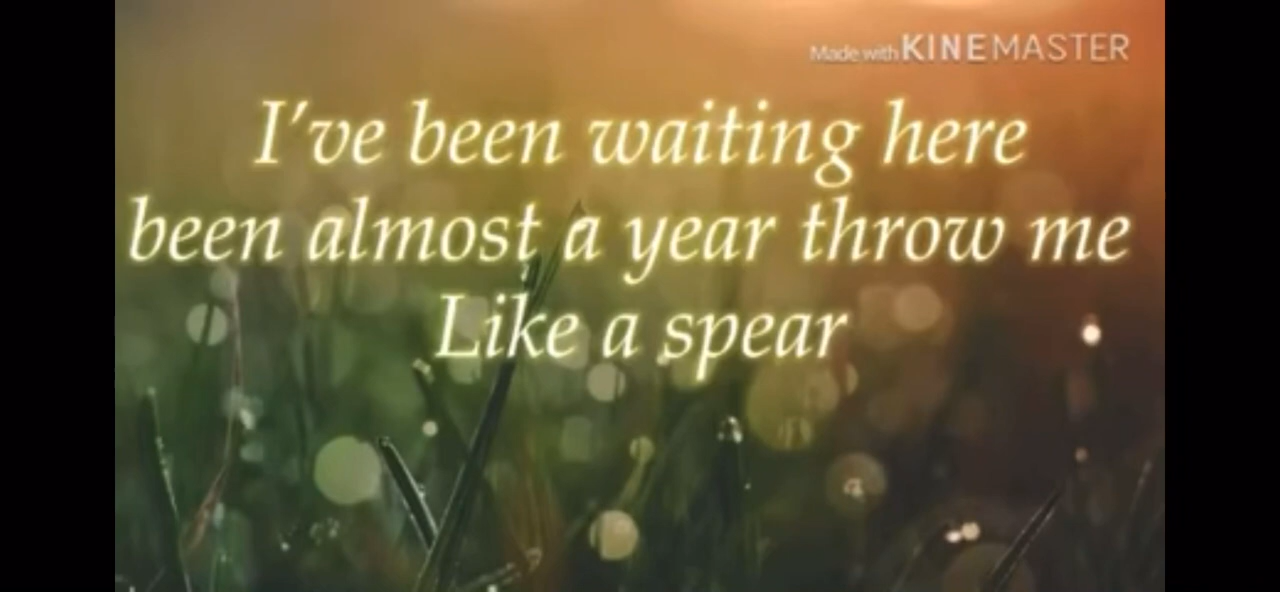 Made with KINEMASTER
I've been waiting here
been almost a year throw me
Like a spear